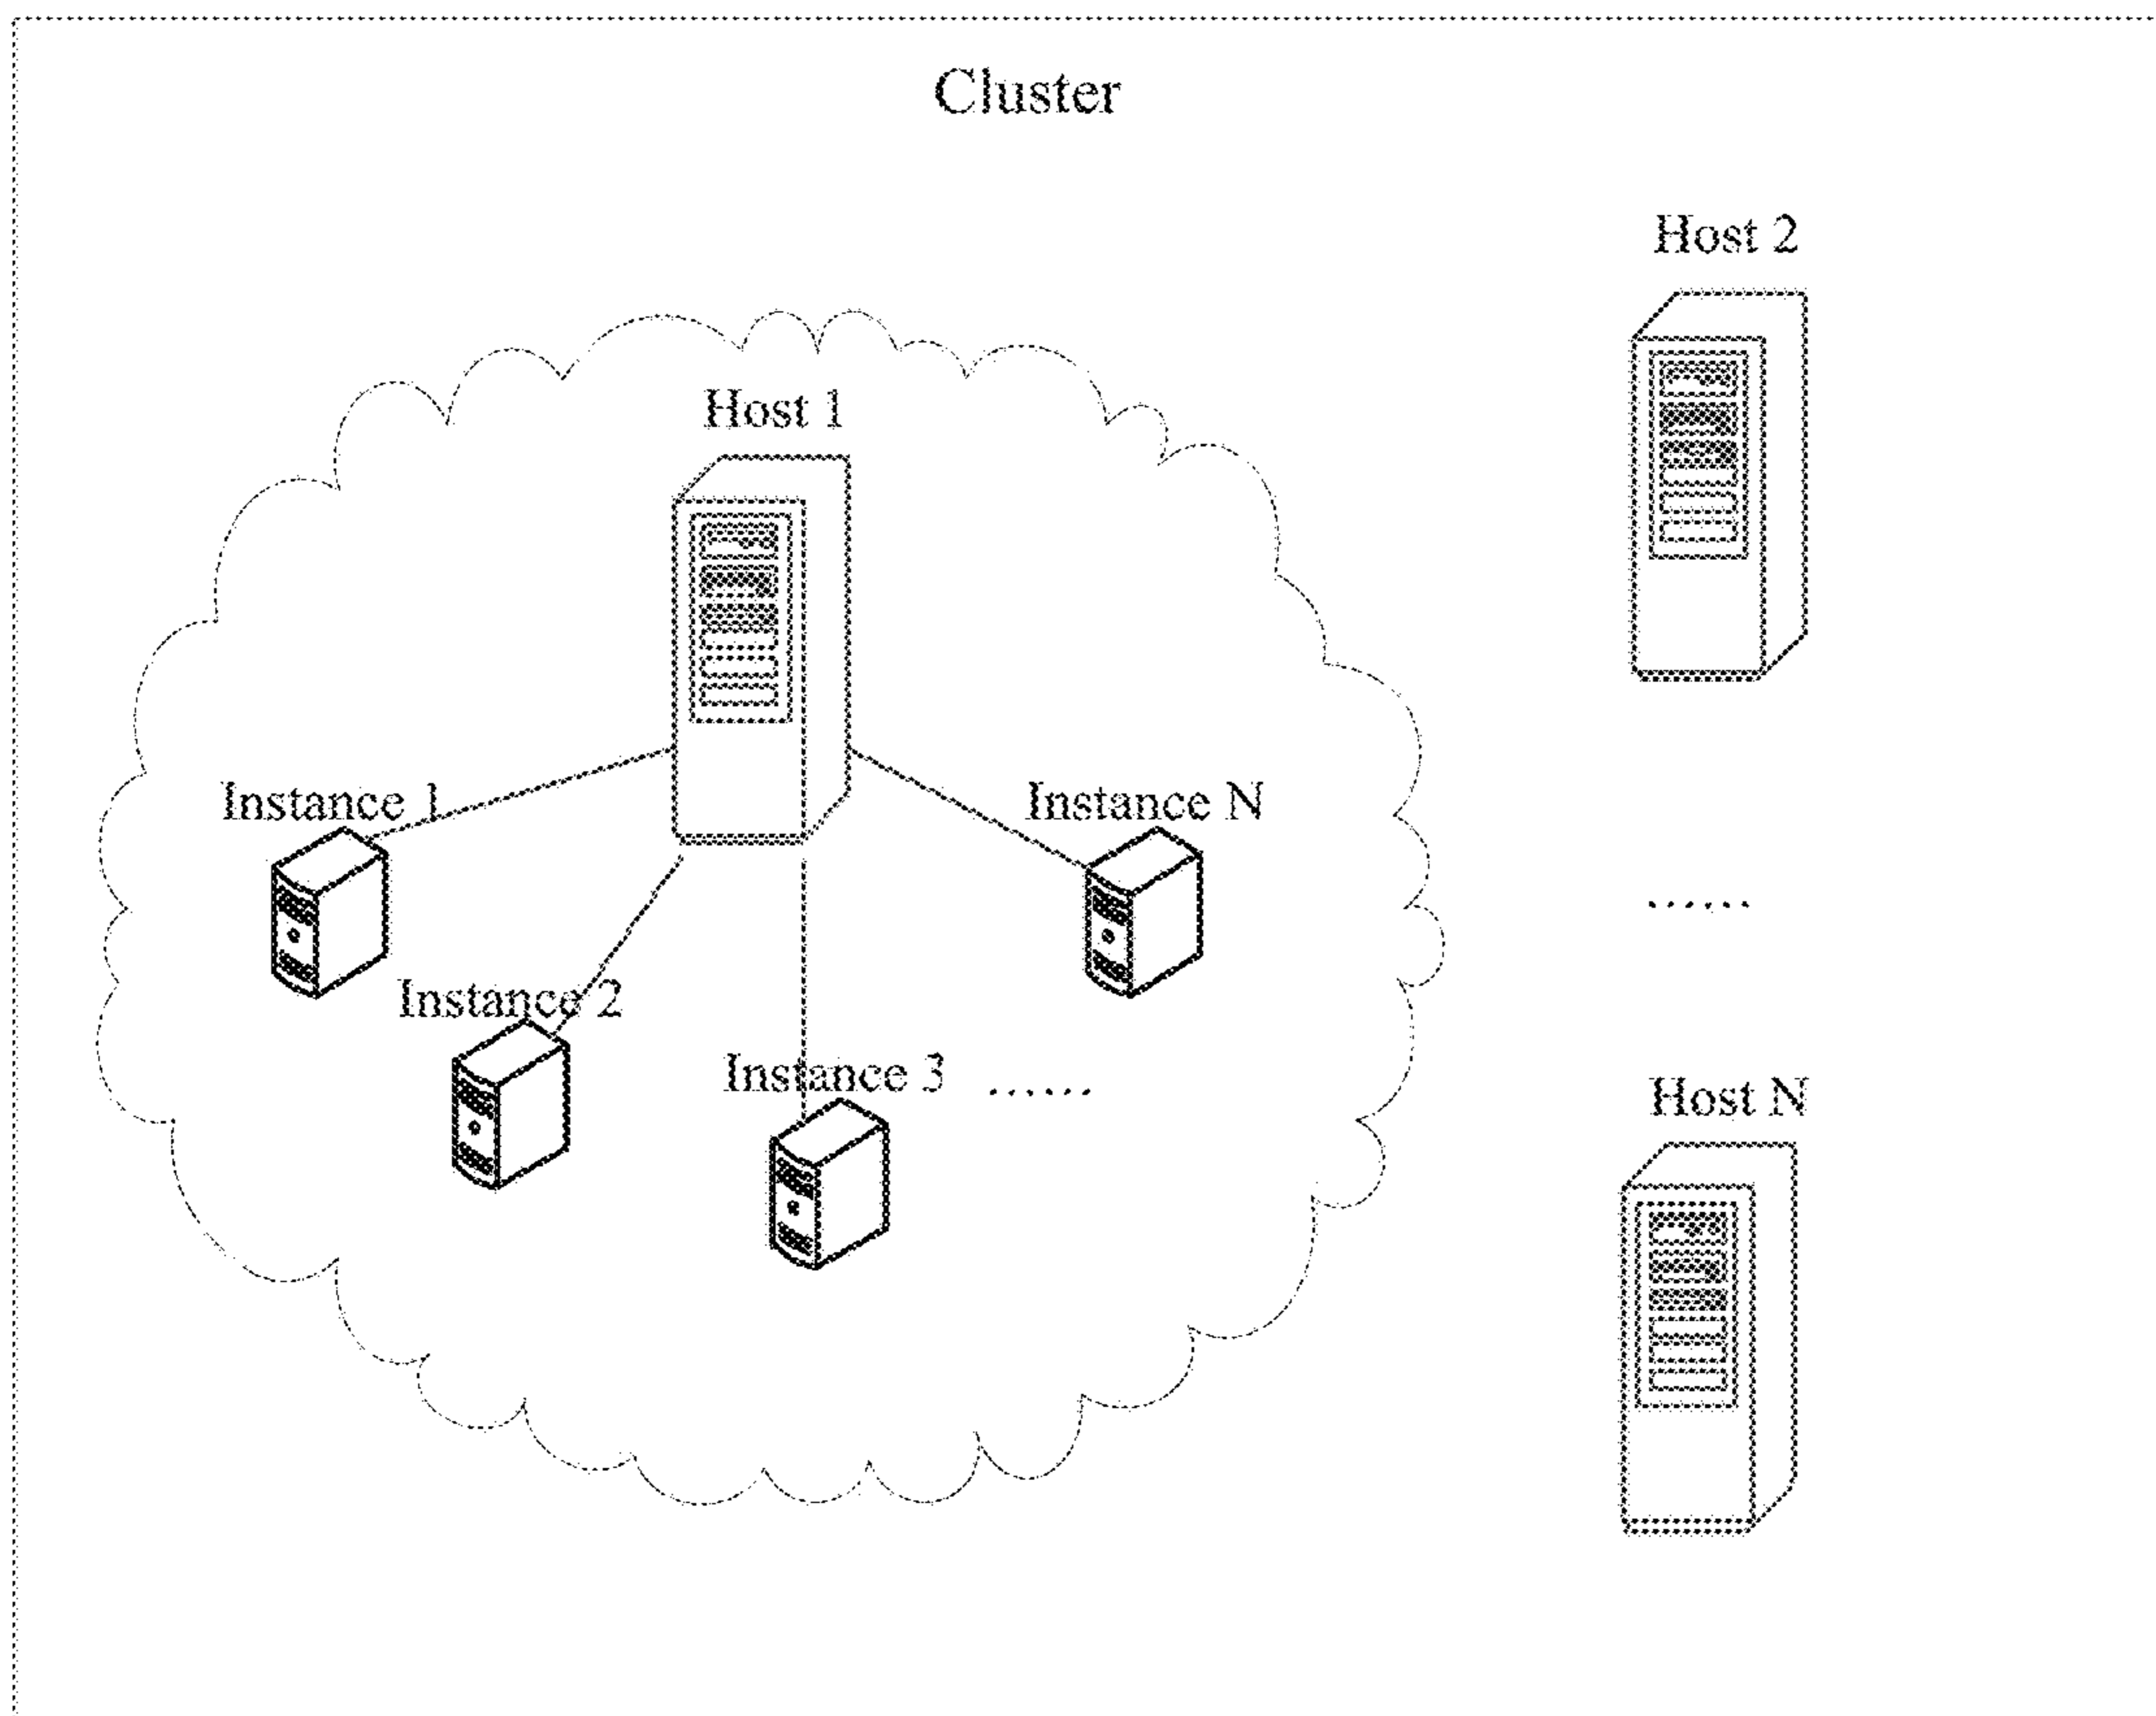 Cluster
Host 2
Host 1
Instance 1
Instance N
......
Instance 2
Instance 3 ......
Host N